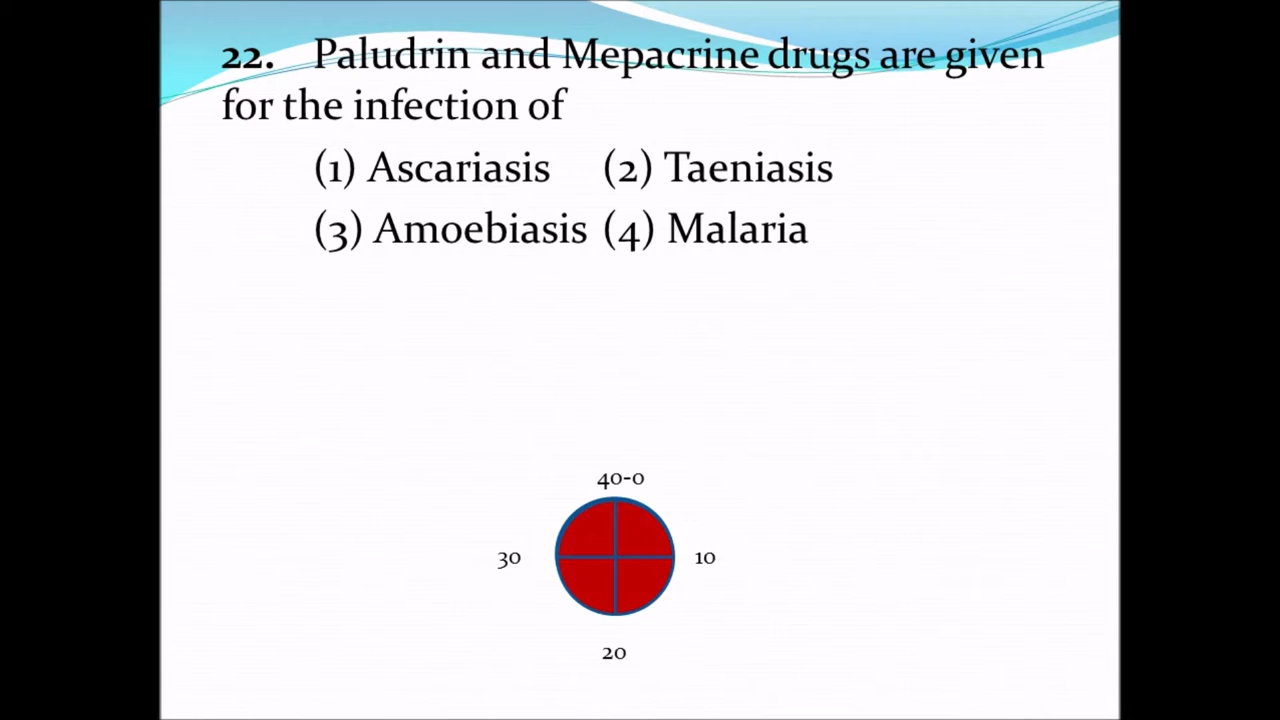 22. Paludrin and Mepacrine drugs are given
for the infection of
(1) Ascariasis (2) Taeniasis
(3) Amoebiasis (4) Malaria
40-0
30 10
20